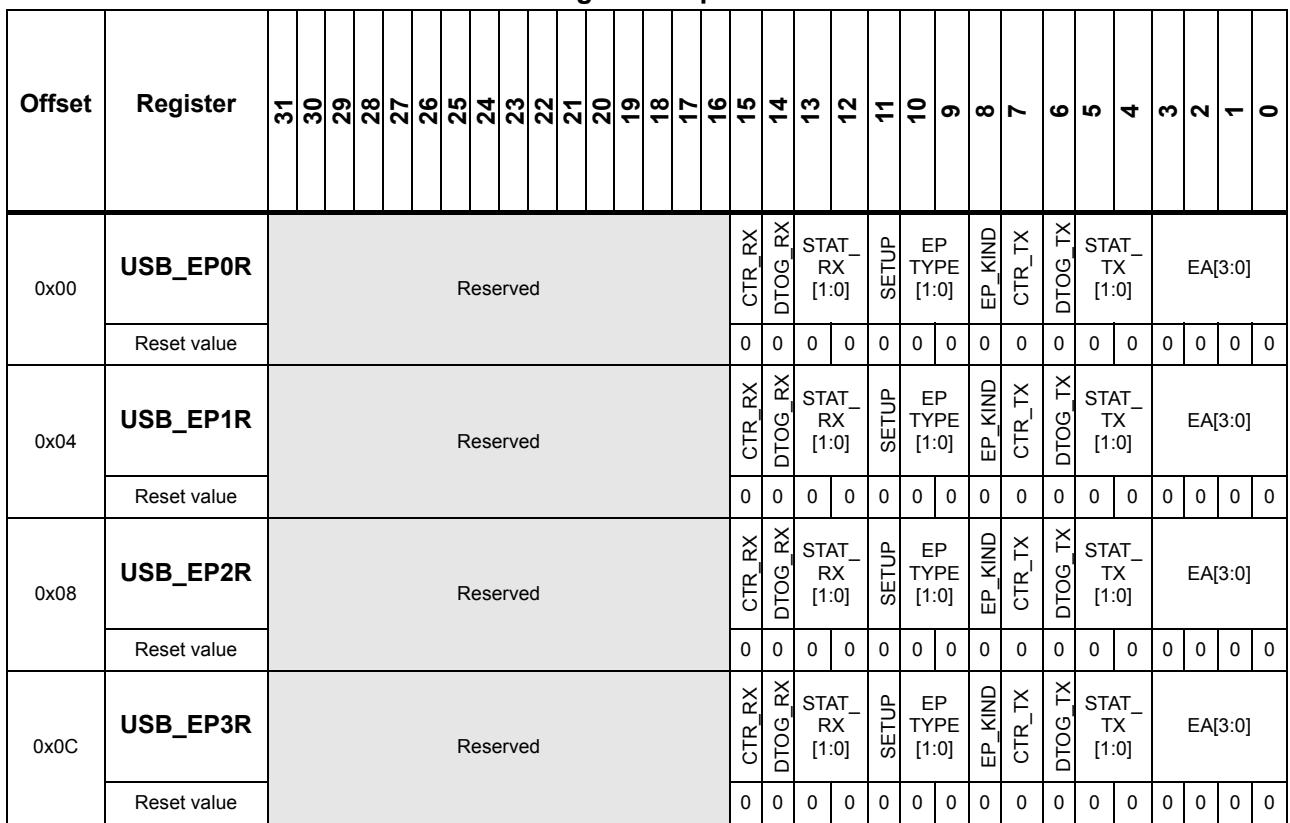 Offset Register 31 30 29 28 27 26 25 24 23 22 21 20 19 18 17 16 15 14 13 12 11 10 9 8 7 6 5 4 3 2 1 0
0x00 USB_EP0R Reserved CTR_RX DTOG_RX STAT_RX[1:0] SETUP EP TYPE [1:0] EP_KIND CTR_TX DTOG_TX STAT_TX[1:0] EA[3:0]
Reset value 0 0 0 0 0 0 0 0 0 0 0 0 0 0 0 0
0x04 USB_EP1R Reserved CTR_RX DTOG_RX STAT_RX[1:0] SETUP EP TYPE [1:0] EP_KIND CTR_TX DTOG_TX STAT_TX[1:0] EA[3:0]
Reset value 0 0 0 0 0 0 0 0 0 0 0 0 0 0 0 0
0x08 USB_EP2R Reserved CTR_RX DTOG_RX STAT_RX[1:0] SETUP EP TYPE [1:0] EP_KIND CTR_TX DTOG_TX STAT_TX[1:0] EA[3:0]
Reset value 0 0 0 0 0 0 0 0 0 0 0 0 0 0 0 0
0x0C USB_EP3R Reserved CTR_RX DTOG_RX STAT_RX[1:0] SETUP EP TYPE [1:0] EP_KIND CTR_TX DTOG_TX STAT_TX[1:0] EA[3:0]
Reset value 0 0 0 0 0 0 0 0 0 0 0 0 0 0 0 0